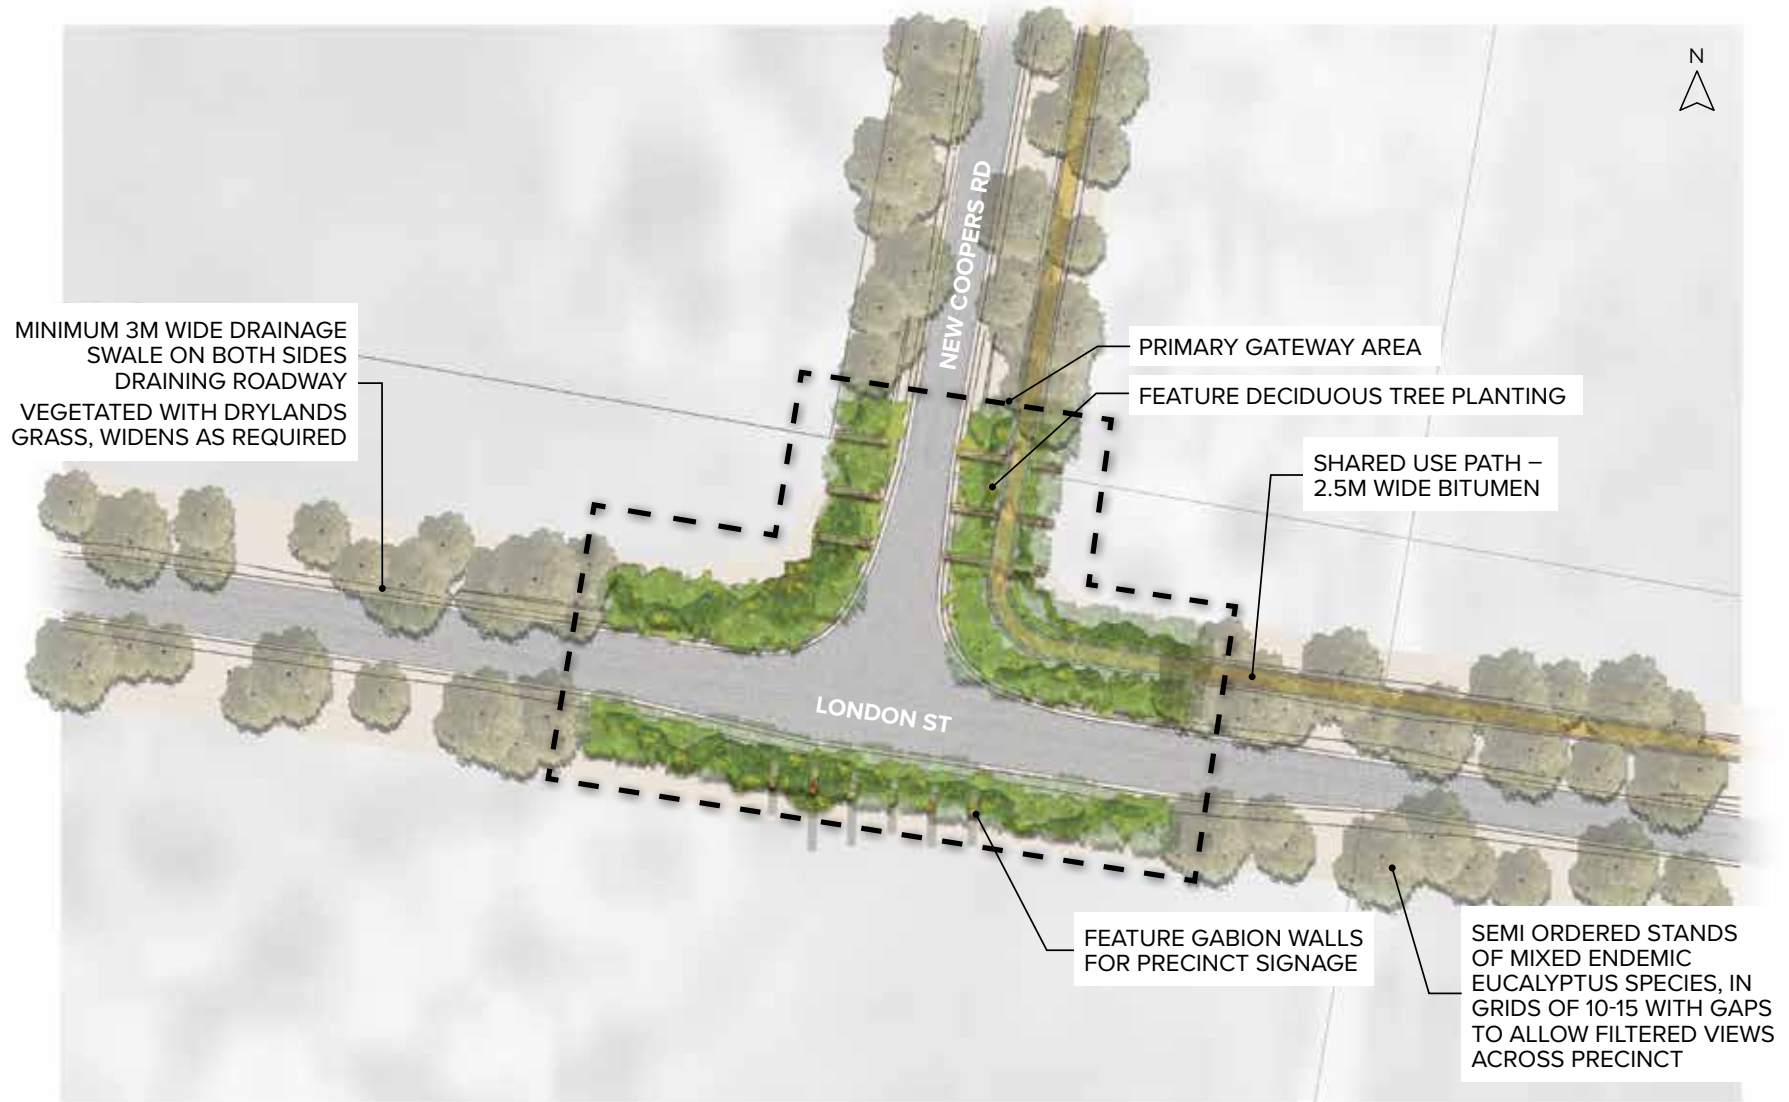 N
NEW COOPERS RD
MINIMUM 3M WIDE DRAINAGE
SWALE ON BOTH SIDES
DRAINING ROADWAY
VEGETATED WITH DRYLANDS
GRASS, WIDENS AS REQUIRED
PRIMARY GATEWAY AREA
FEATURE DECIDUOUS TREE PLANTING
SHARED USE PATH –
2.5M WIDE BITUMEN
LONDON ST
FEATURE GABION WALLS
FOR PRECINCT SIGNAGE
SEMI ORDERED STANDS
OF MIXED ENDEMIC
EUCALYPTUS SPECIES, IN
GRIDS OF 10-15 WITH GAPS
TO ALLOW FILTERED VIEWS
ACROSS PRECINCT